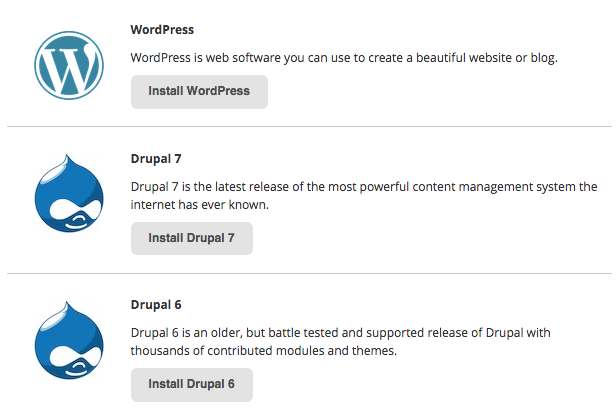 WordPress
WordPress is web software you can use to create a beautiful website or blog.
Install WordPress
Drupal 7
Drupal 7 is the latest release of the most powerful content management system the
internet has ever known.
Install Drupal 7
Drupal 6
Drupal 6 is an older, but battle tested and supported release of Drupal with
thousands of contributed modules and themes.
Install Drupal 6